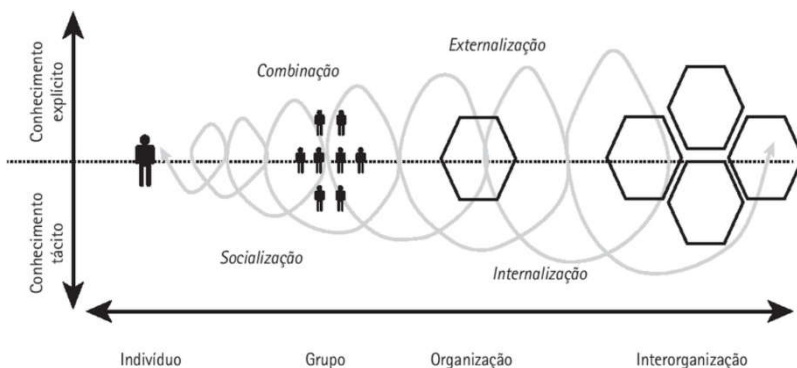 Externalização
Combinação
Conhecimento
explícito
Conhecimento
tácito
Socialização
Internalização
Indivíduo
Grupo
Organização
Interorganização